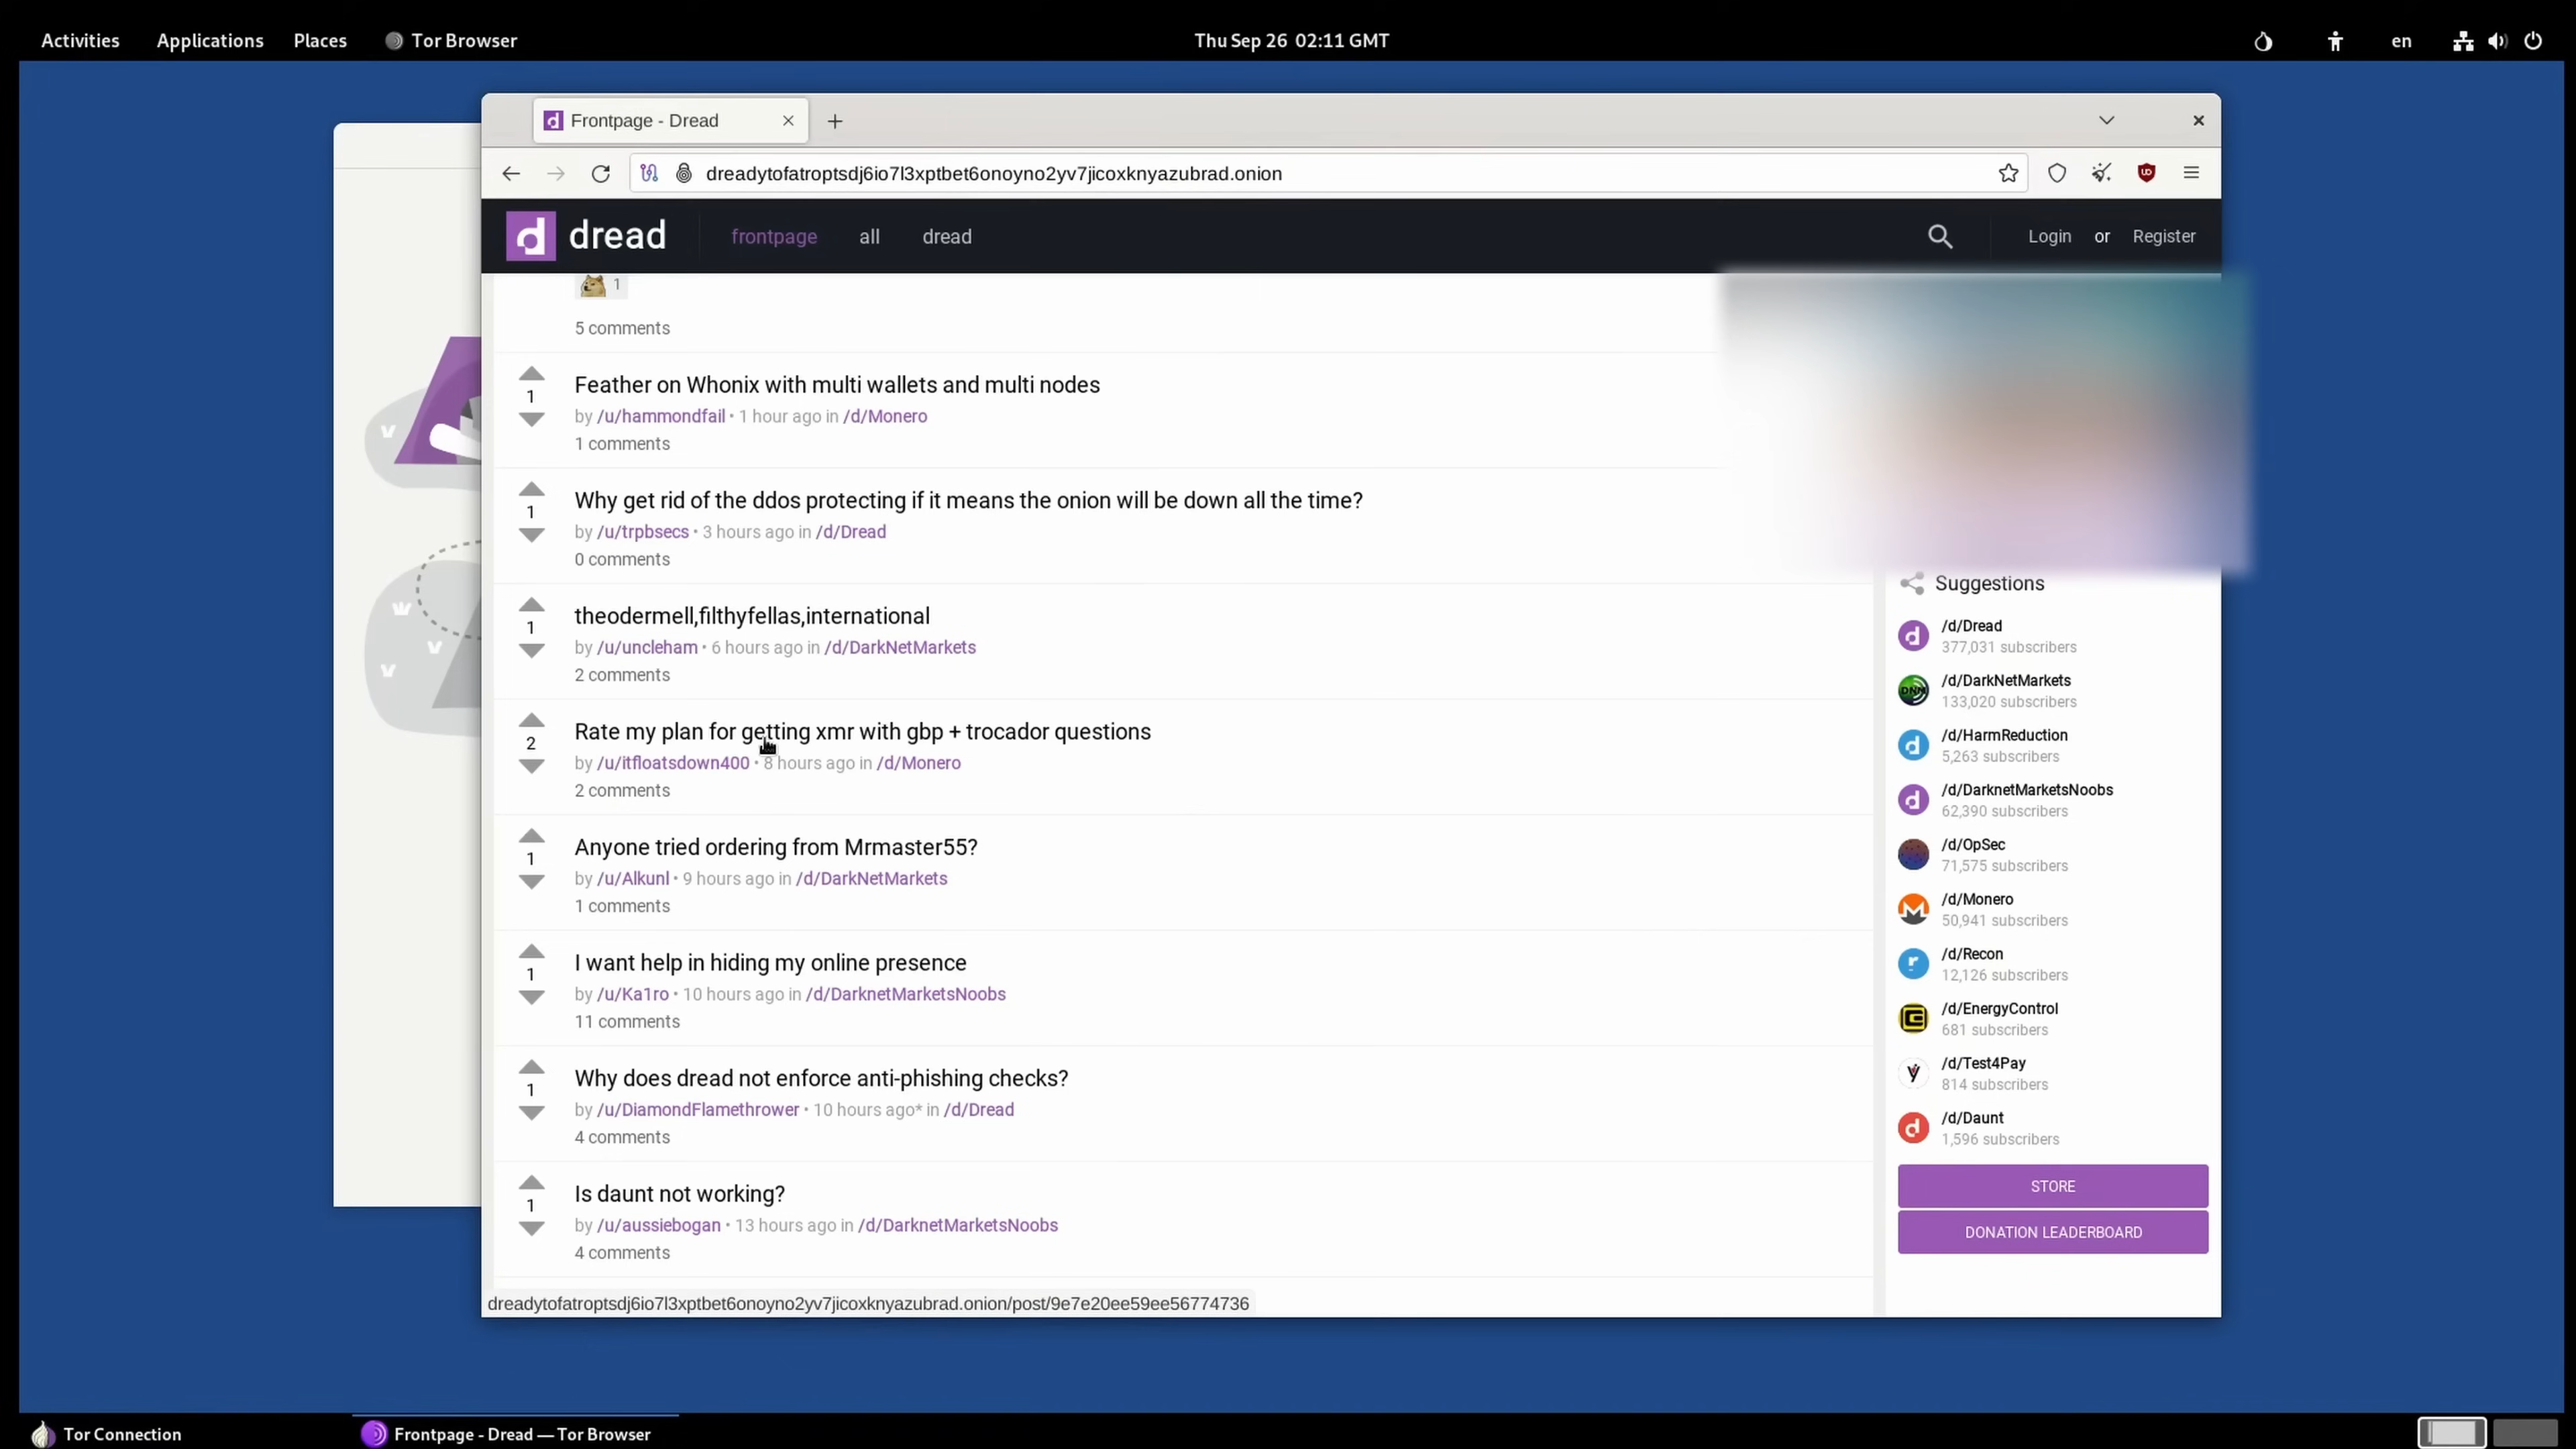 Activities Applications Places Tor Browser Thu Sep 26 02:11 GMT en
Frontpage - Dread
dreadytofatroptsdj6io7l3xptbet6onoyno2yv7jicoxknyazubrad.onion
d dread frontpage all dread Login or Register
1
5 comments
1
Feather on Whonix with multi wallets and multi nodes
by /u/hammondfail • 1 hour ago in /d/Monero
1 comments
1
Why get rid of the ddos protecting if it means the onion will be down all the time?
by /u/trpbsecs • 3 hours ago in /d/Dread
0 comments
1
theodermell,filthyfellas,international
by /u/uncleham • 6 hours ago in /d/DarkNetMarkets
2 comments
2
Rate my plan for getting xmr with gbp + trocador questions
by /u/itfloatsdown400 • 8 hours ago in /d/Monero
2 comments
1
Anyone tried ordering from Mrmaster55?
by /u/Alkunl • 9 hours ago in /d/DarkNetMarkets
1 comments
1
I want help in hiding my online presence
by /u/Ka1ro • 10 hours ago in /d/DarknetMarketsNoobs
11 comments
1
Why does dread not enforce anti-phishing checks?
by /u/DiamondFlamethrower • 10 hours ago* in /d/Dread
4 comments
1
Is daunt not working?
by /u/aussiebogan • 13 hours ago in /d/DarknetMarketsNoobs
4 comments
Suggestions
/d/Dread
377,031 subscribers
/d/DarkNetMarkets
133,020 subscribers
/d/HarmReduction
5,263 subscribers
/d/DarknetMarketsNoobs
62,390 subscribers
/d/OpSec
71,575 subscribers
/d/Monero
50,941 subscribers
/d/Recon
12,126 subscribers
/d/EnergyControl
681 subscribers
/d/Test4Pay
814 subscribers
/d/Daunt
1,596 subscribers
STORE
DONATION LEADERBOARD
dreadytofatroptsdj6io7l3xptbet6onoyno2yv7jicoxknyazubrad.onion/post/9e7e20ee59ee56774736
Tor Connection Frontpage - Dread — Tor Browser